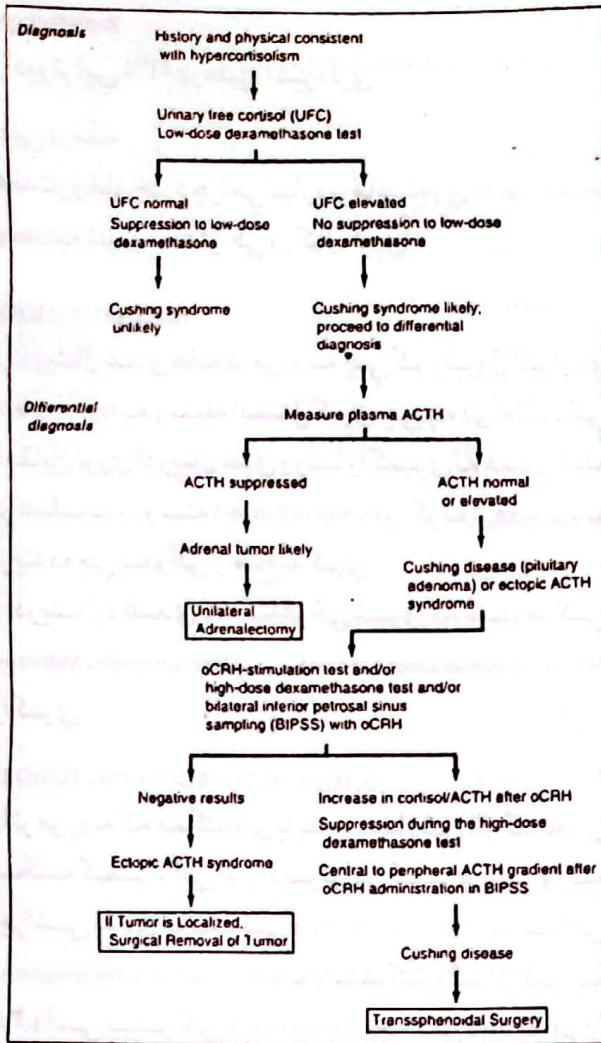 Diagnosis
History and physical consistent
with hypercortisolism
Urinary free cortisol (UFC)
Low-dose dexamethasone test
UFC normal
Suppression to low-dose
dexamethasone
UFC elevated
No suppression to low-dose
dexamethasone
Cushing syndrome
unlikely
Cushing syndrome likely,
proceed to differential
diagnosis
Differential
diagnosis
Measure plasma ACTH
ACTH suppressed
ACTH normal
or elevated
Adrenal tumor likely
Cushing disease (pituitary
adenoma) or ectopic ACTH
syndrome
Unilateral
Adrenalectomy
oCRH-stimulation test and/or
high-dose dexamethasone test and/or
bilateral inferior petrosal sinus
sampling (BIPSS) with oCRH
Negative results
Increase in cortisol/ACTH after oCRH
Suppression during the high-dose
dexamethasone test
Ectopic ACTH syndrome
Central to peripheral ACTH gradient after
oCRH administration in BIPSS
If Tumor is Localized,
Surgical Removal of Tumor
Cushing disease
Transsphenoidal Surgery